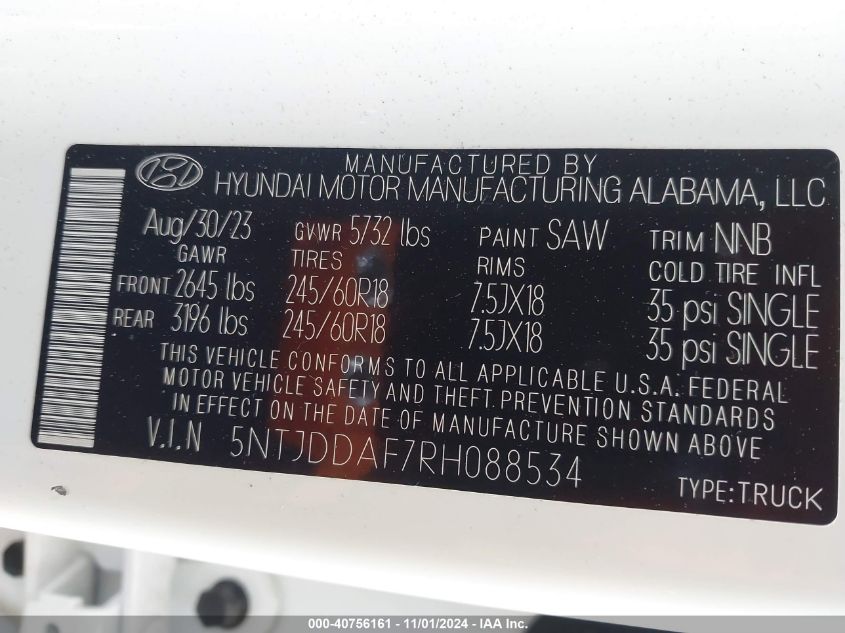 MANUFACTURED BY
HYUNDAI MOTOR MANUFACTURING ALABAMA, LLC
Aug/30/23 GVWR 5732 lbs PAINT SAW TRIM NNB
GAWR TIRES RIMS COLD TIRE INFL
FRONT 2645 lbs 245/60R18 7.5JX18 35 psi SINGLE
REAR 3196 lbs 245/60R18 7.5JX18 35 psi SINGLE
THIS VEHICLE CONFORMS TO ALL APPLICABLE U.S.A. FEDERAL
MOTOR VEHICLE SAFETY AND THEFT PREVENTION STANDARDS
IN EFFECT ON THE DATE OF MANUFACTURE SHOWN ABOVE
V.I.N 5NTJDDAF7RH088534
TYPE:TRUCK
000-40756161 - 11/01/2024 - IAA Inc.